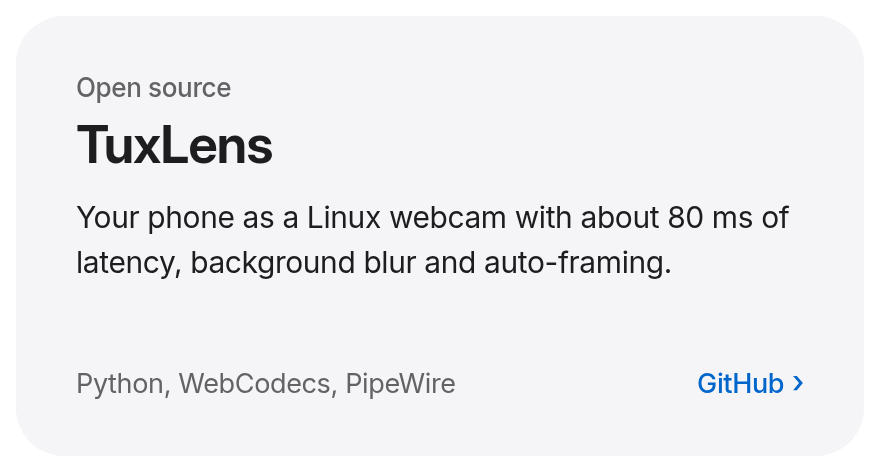 Open source
TuxLens
Your phone as a Linux webcam with about 80 ms of
latency, background blur and auto-framing.
Python, WebCodecs, PipeWire
GitHub ›